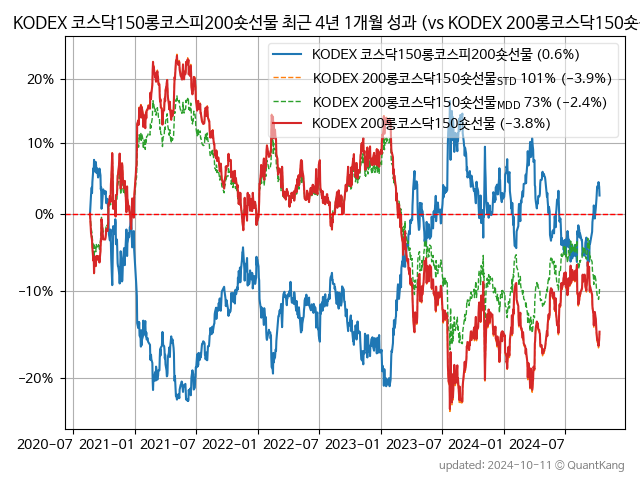 KODEX 코스닥150롱코스피200숏선물 최근 4년 1개월 성과 (vs KODEX 200롱코스닥150숏선
KODEX 코스닥150롱코스피200숏선물 (0.6%)
KODEX 200롱코스닥150숏선물STD 101% (−3.9%)
KODEX 200롱코스닥150숏선물MDD 73% (−2.4%)
KODEX 200롱코스닥150숏선물 (−3.8%)
20%
10%
0%
−10%
−20%
2020-07 2021-01 2021-07 2022-01 2022-07 2023-01 2023-07 2024-01 2024-07
updated: 2024-10-11 © QuantKang